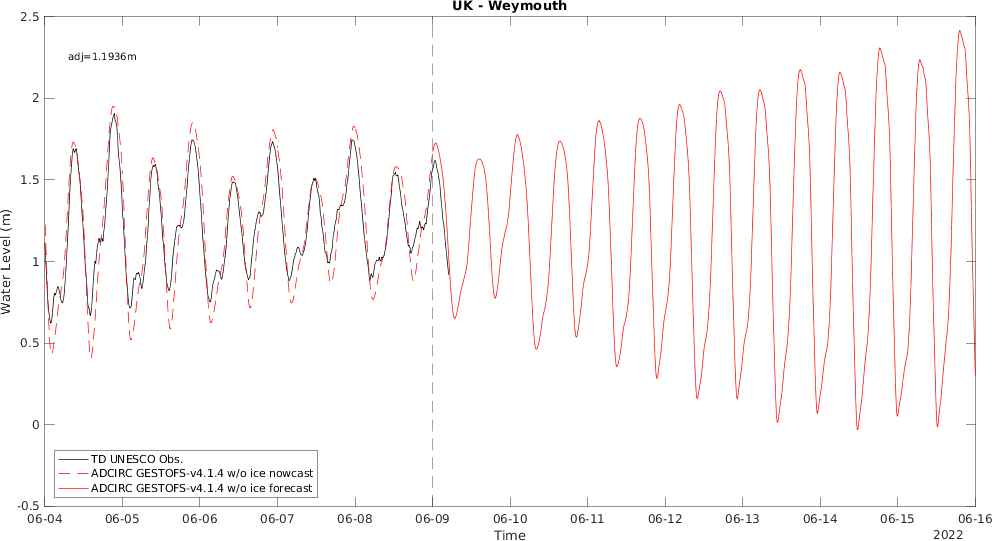 UK - Weymouth
adj=1.1936m
2.5
2
1.5
1
0.5
0
-0.5
Water Level (m)
TD UNESCO Obs.
ADCIRC GESTOFS-v4.1.4 w/o ice nowcast
ADCIRC GESTOFS-v4.1.4 w/o ice forecast
06-04 06-05 06-06 06-07 06-08 06-09 06-10 06-11 06-12 06-13 06-14 06-15 06-16
Time
2022